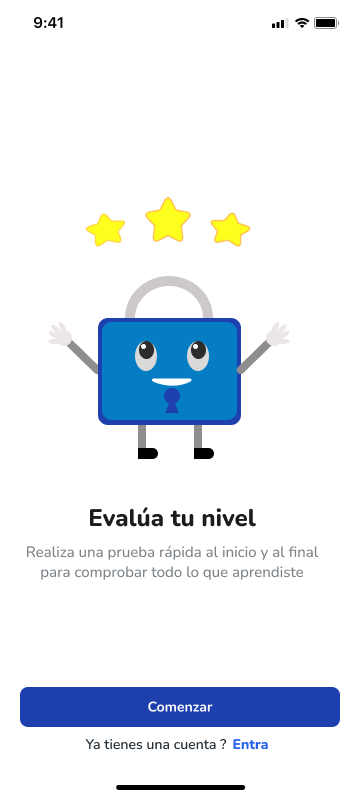 9:41
Evalúa tu nivel
Realiza una prueba rápida al inicio y al final
para comprobar todo lo que aprendiste
Comenzar
Ya tienes una cuenta ? Entra